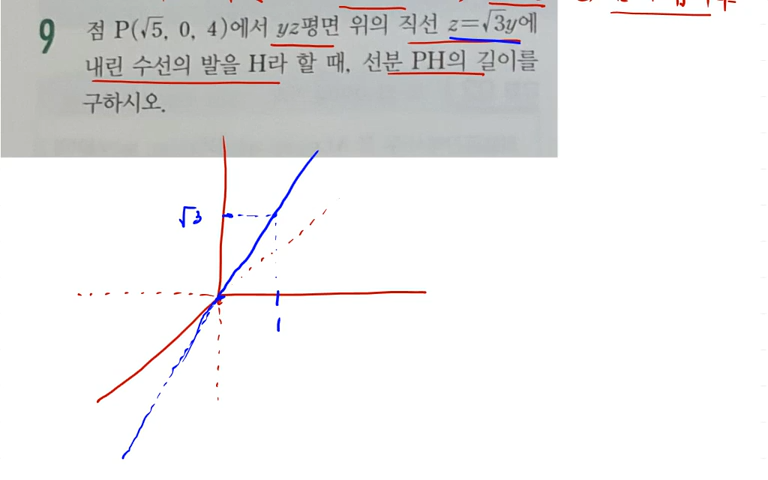 9 점 P(√5, 0, 4)에서 yz평면 위의 직선 z=√3y에
내린 수선의 발을 H라 할 때, 선분 PH의 길이를
구하시오.
√3
1